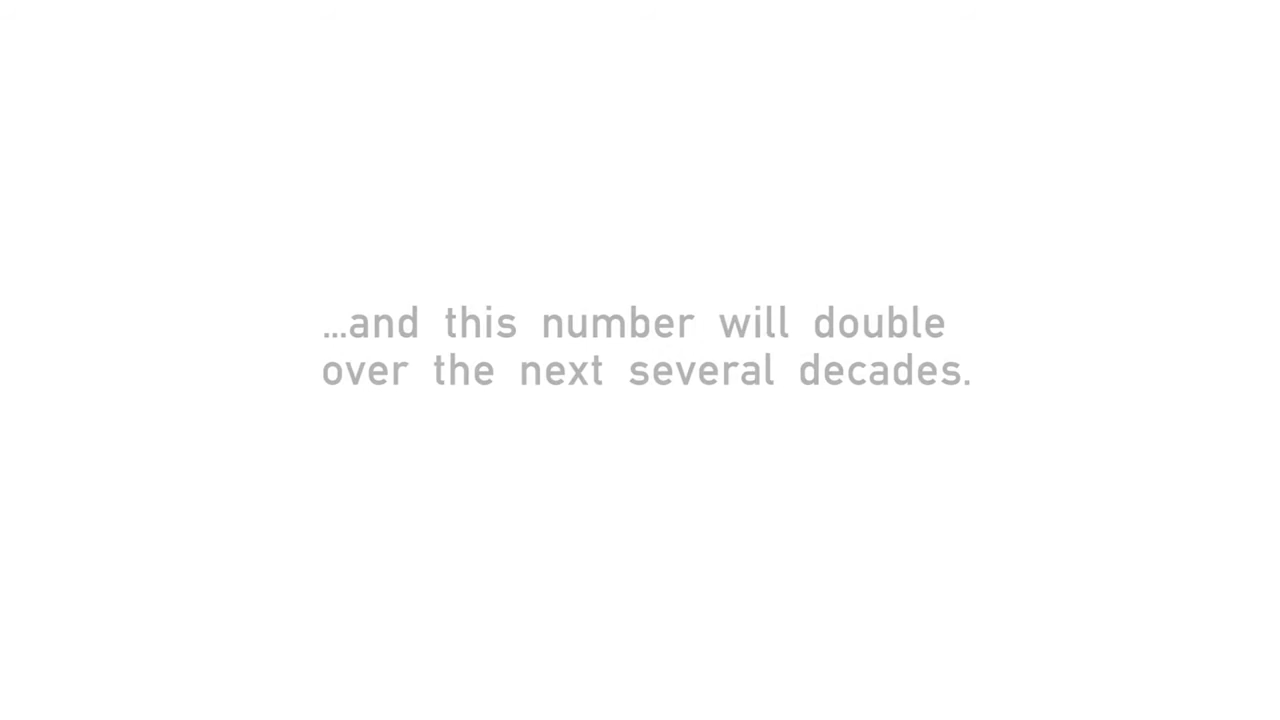 ...and this number will double
over the next several decades.